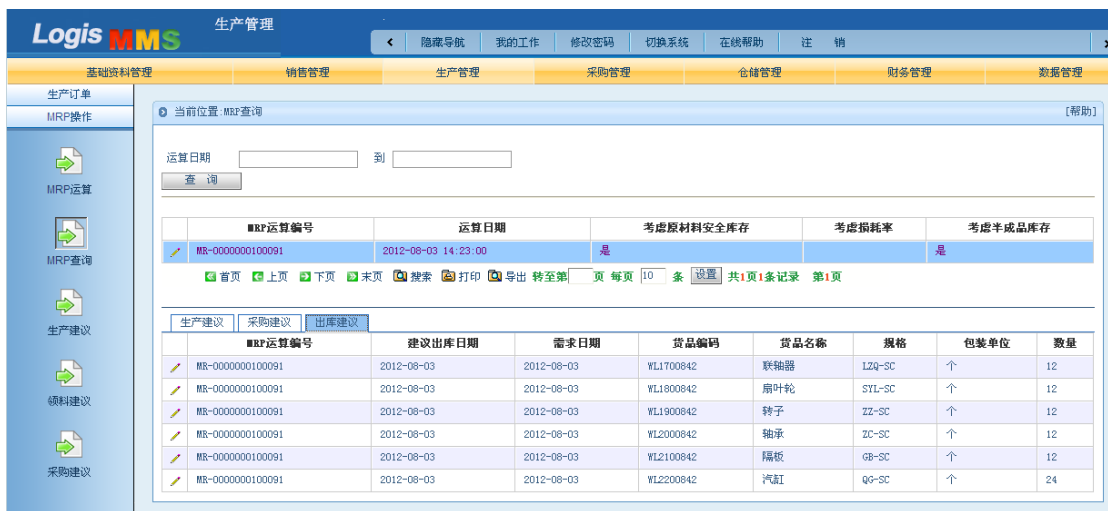 Logis MMS
生产管理
隐藏导航 我的工作 修改密码 切换系统 在线帮助 注 销
基础资料管理 销售管理 生产管理 采购管理 仓储管理 财务管理 数据管理
生产订单
MRP操作
MRP运算
MRP查询
生产建议
领料建议
采购建议
当前位置:MRP查询 [帮助]
运算日期 到
查 询
MRP运算编号 运算日期 考虑原材料安全库存 考虑损耗率 考虑半成品库存
MR-0000000100091 2012-08-03 14:23:00 是 是
首页 上页 下页 末页 搜索 打印 导出 转至第 页 每页 10 条 设置 共1页1条记录 第1页
生产建议 采购建议 出库建议
MRP运算编号 建议出库日期 需求日期 货品编码 货品名称 规格 包装单位 数量
MR-0000000100091 2012-08-03 2012-08-03 WL1700842 联轴器 LZQ-SC 个 12
MR-0000000100091 2012-08-03 2012-08-03 WL1800842 扇叶轮 SYL-SC 个 12
MR-0000000100091 2012-08-03 2012-08-03 WL1900842 转子 ZZ-SC 个 12
MR-0000000100091 2012-08-03 2012-08-03 WL2000842 轴承 ZC-SC 个 12
MR-0000000100091 2012-08-03 2012-08-03 WL2100842 隔板 GB-SC 个 12
MR-0000000100091 2012-08-03 2012-08-03 WL2200842 汽缸 QG-SC 个 24